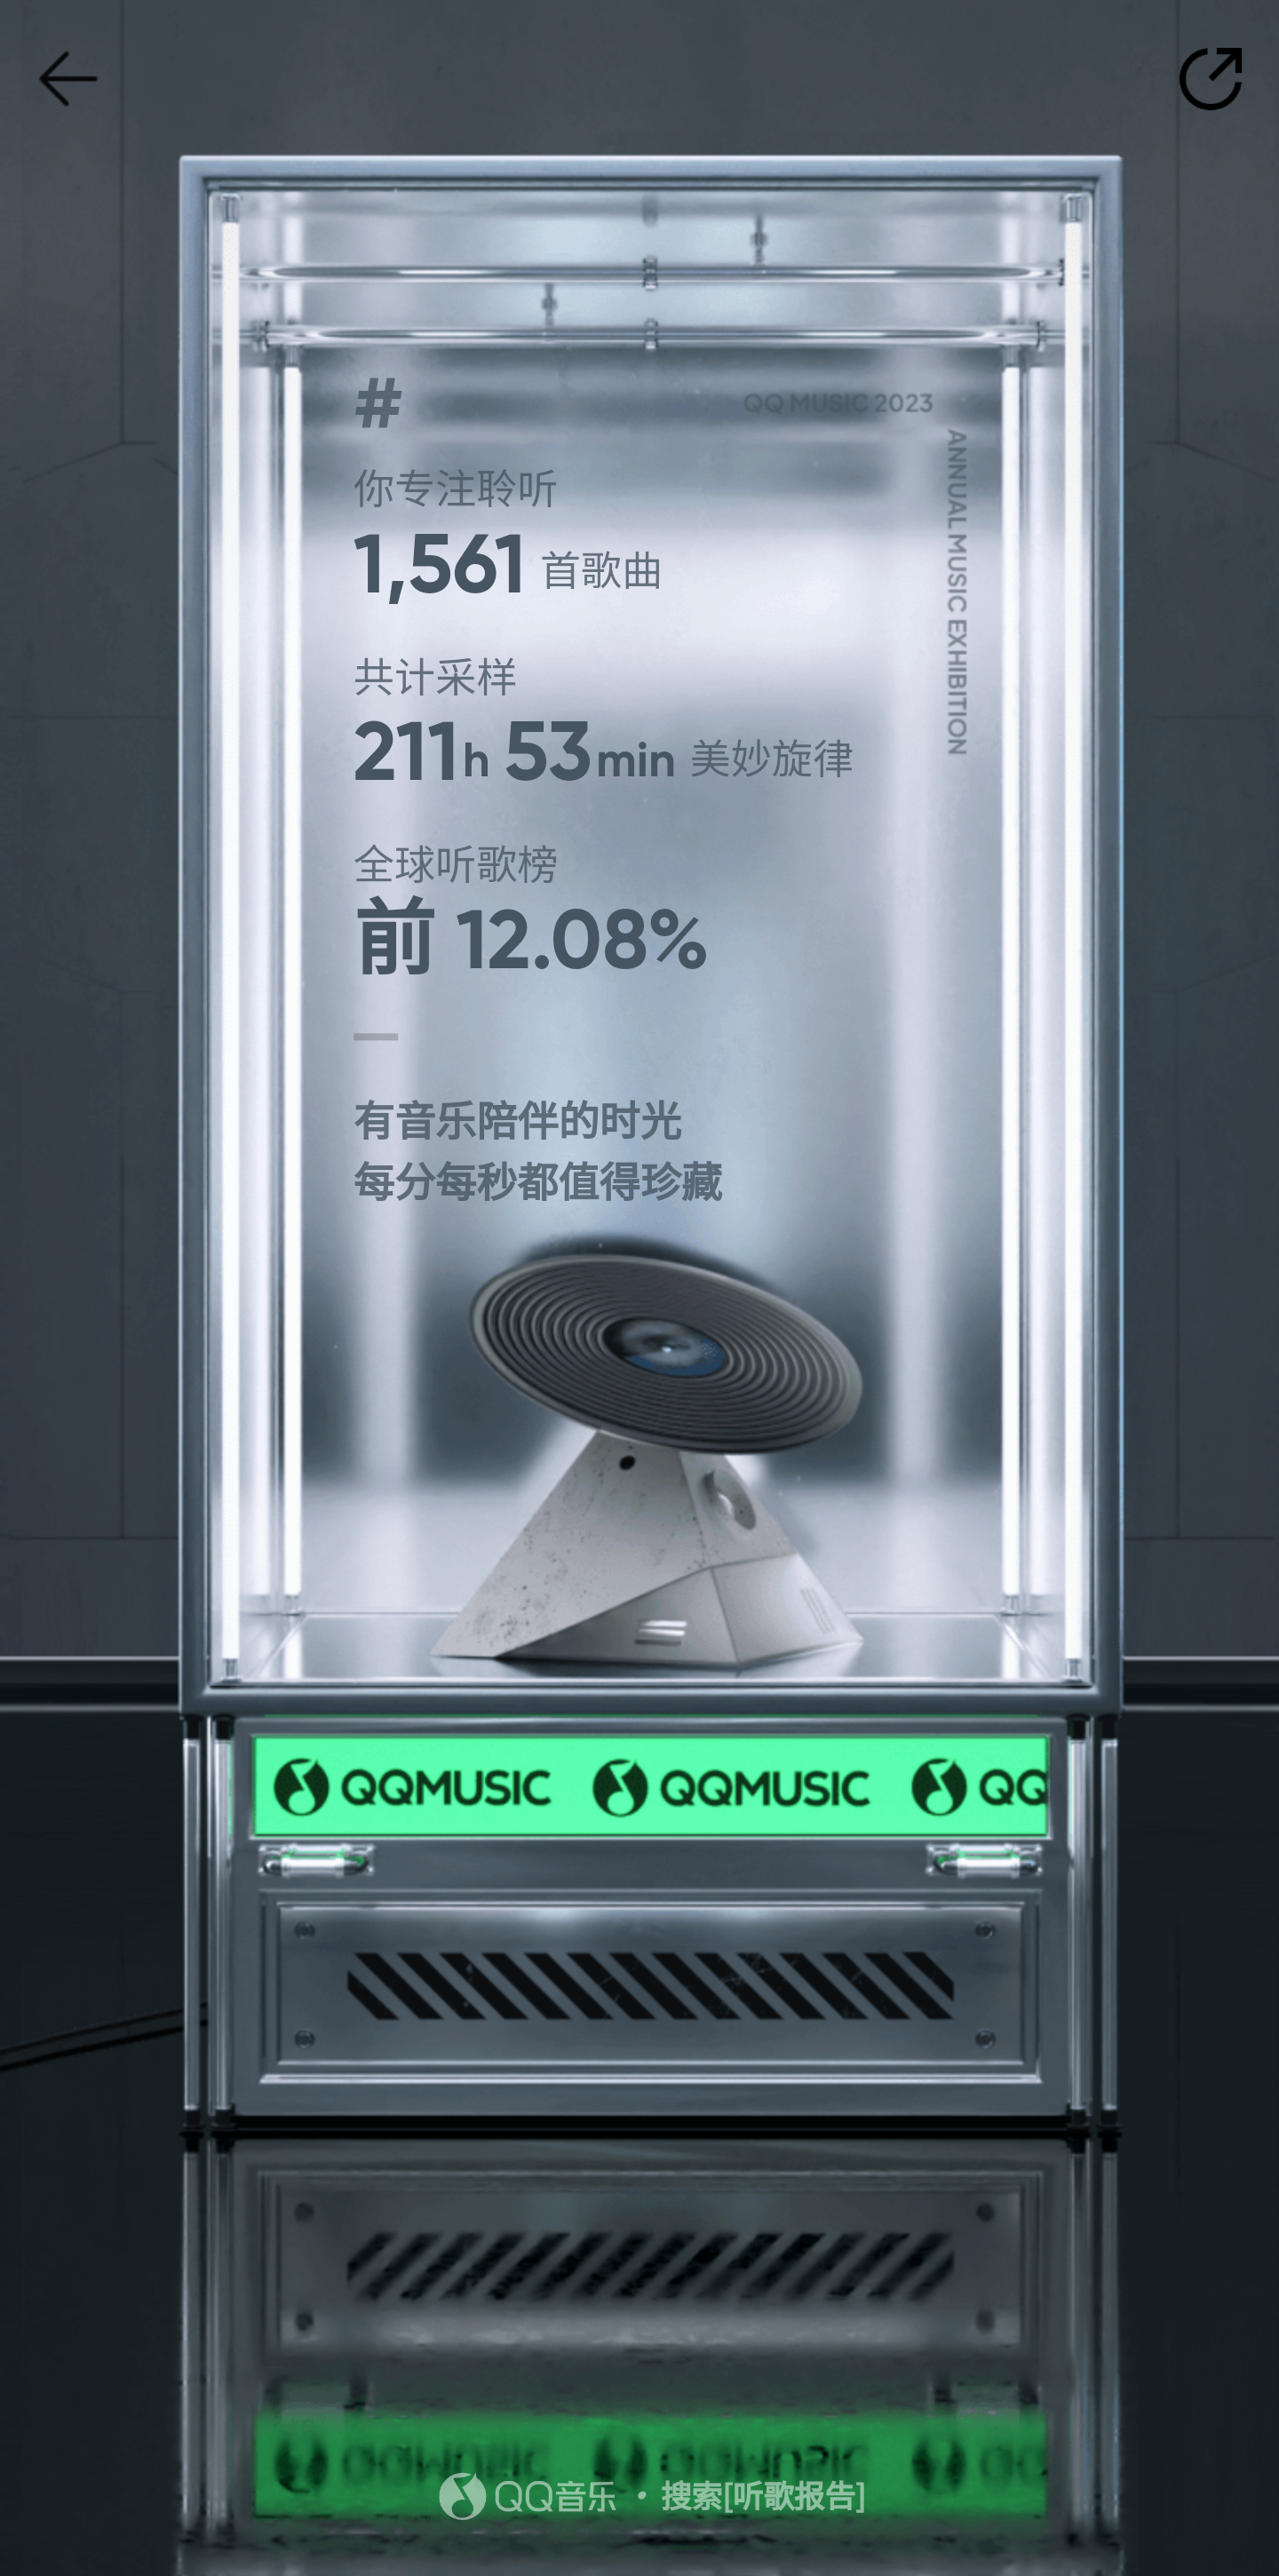 #
QQ MUSIC 2023
ANNUAL MUSIC EXHIBITION
你专注聆听
1,561 首歌曲
共计采样
211h 53min 美妙旋律
全球听歌榜
前 12.08%
有音乐陪伴的时光
每分每秒都值得珍藏
QQMUSIC QQMUSIC QQ
QQ音乐 · 搜索[听歌报告]